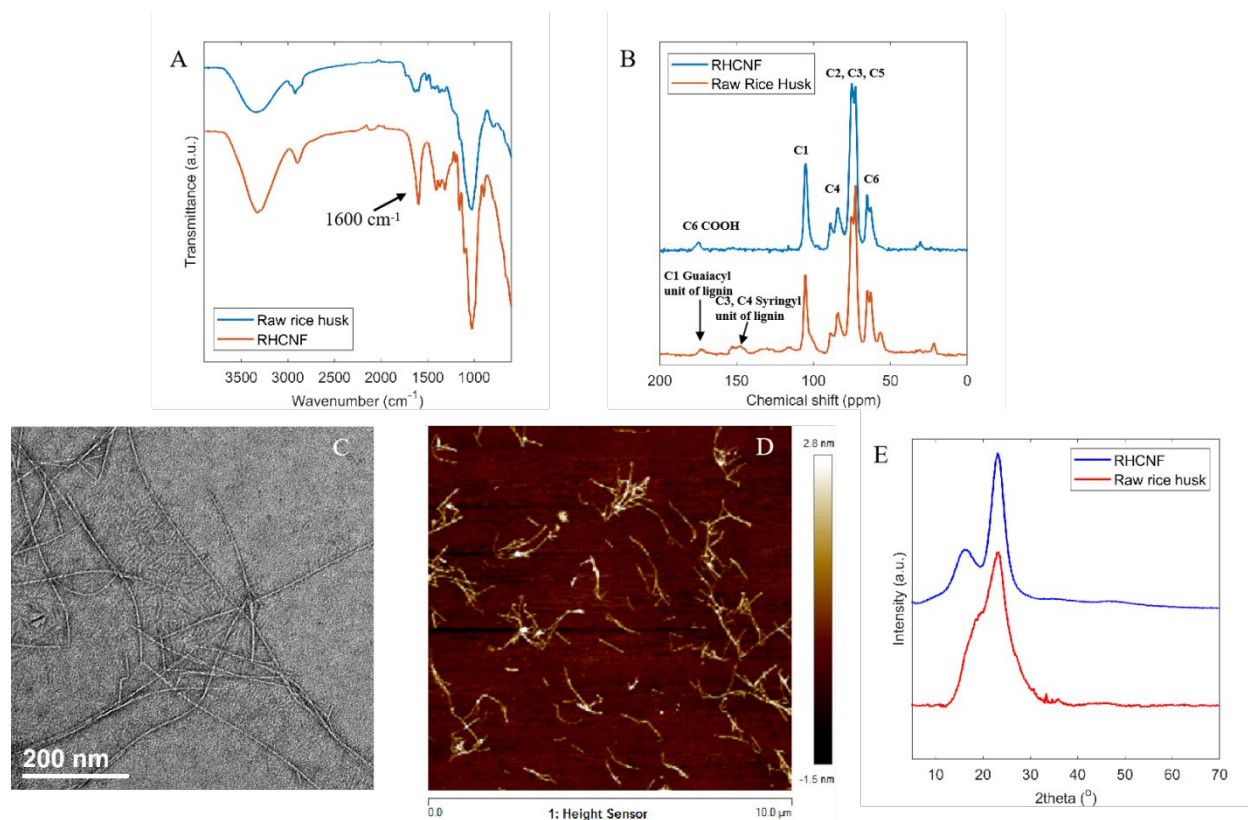 A
Transmittance (a.u.)
1600 cm⁻¹
Raw rice husk
RHCNF
3500
3000
2500
2000
1500
1000
Wavenumber (cm⁻¹)
B
RHCNF
Raw Rice Husk
C2, C3, C5
C1
C4
C6
C6 COOH
C1 Guaiacyl
unit of lignin
C3, C4 Syringyl
unit of lignin
200
150
100
50
0
Chemical shift (ppm)
C
200 nm
D
2.8 nm
-1.5 nm
0.0
1: Height Sensor
10.0 µm
E
RHCNF
Raw rice husk
Intensity (a.u.)
10
20
30
40
50
60
70
2theta (°)